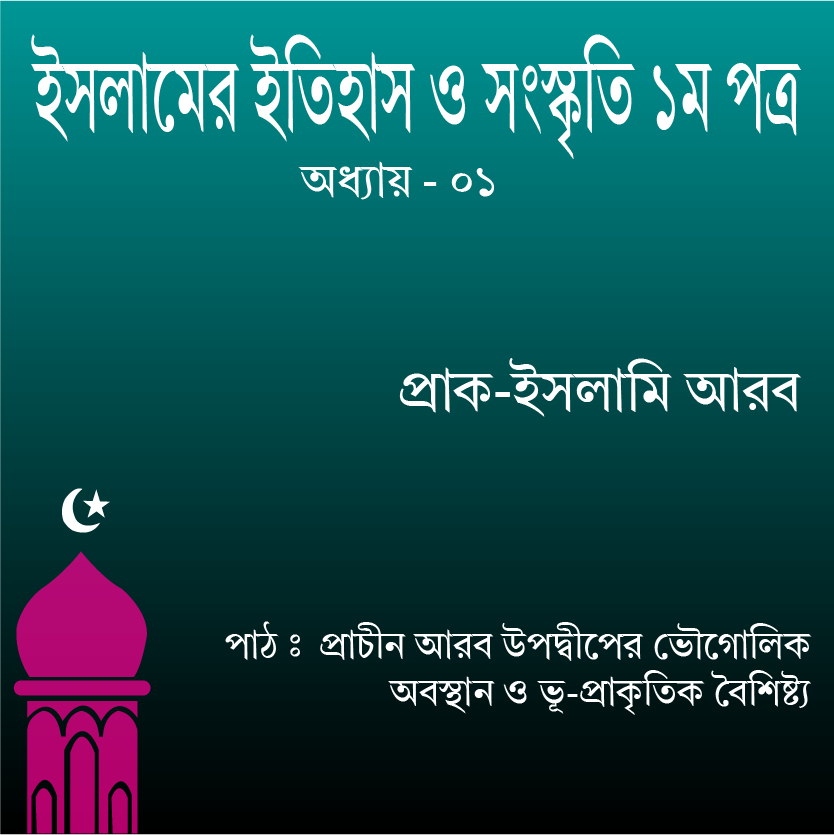 ইসলামের ইতিহাস ও সংস্কৃতি ১ম পত্র
অধ্যায় - ০১
প্রাক-ইসলামি আরব
পাঠ ঃ প্রাচীন আরব উপদ্বীপের ভৌগোলিক
অবস্থান ও ভূ-প্রাকৃতিক বৈশিষ্ট্য